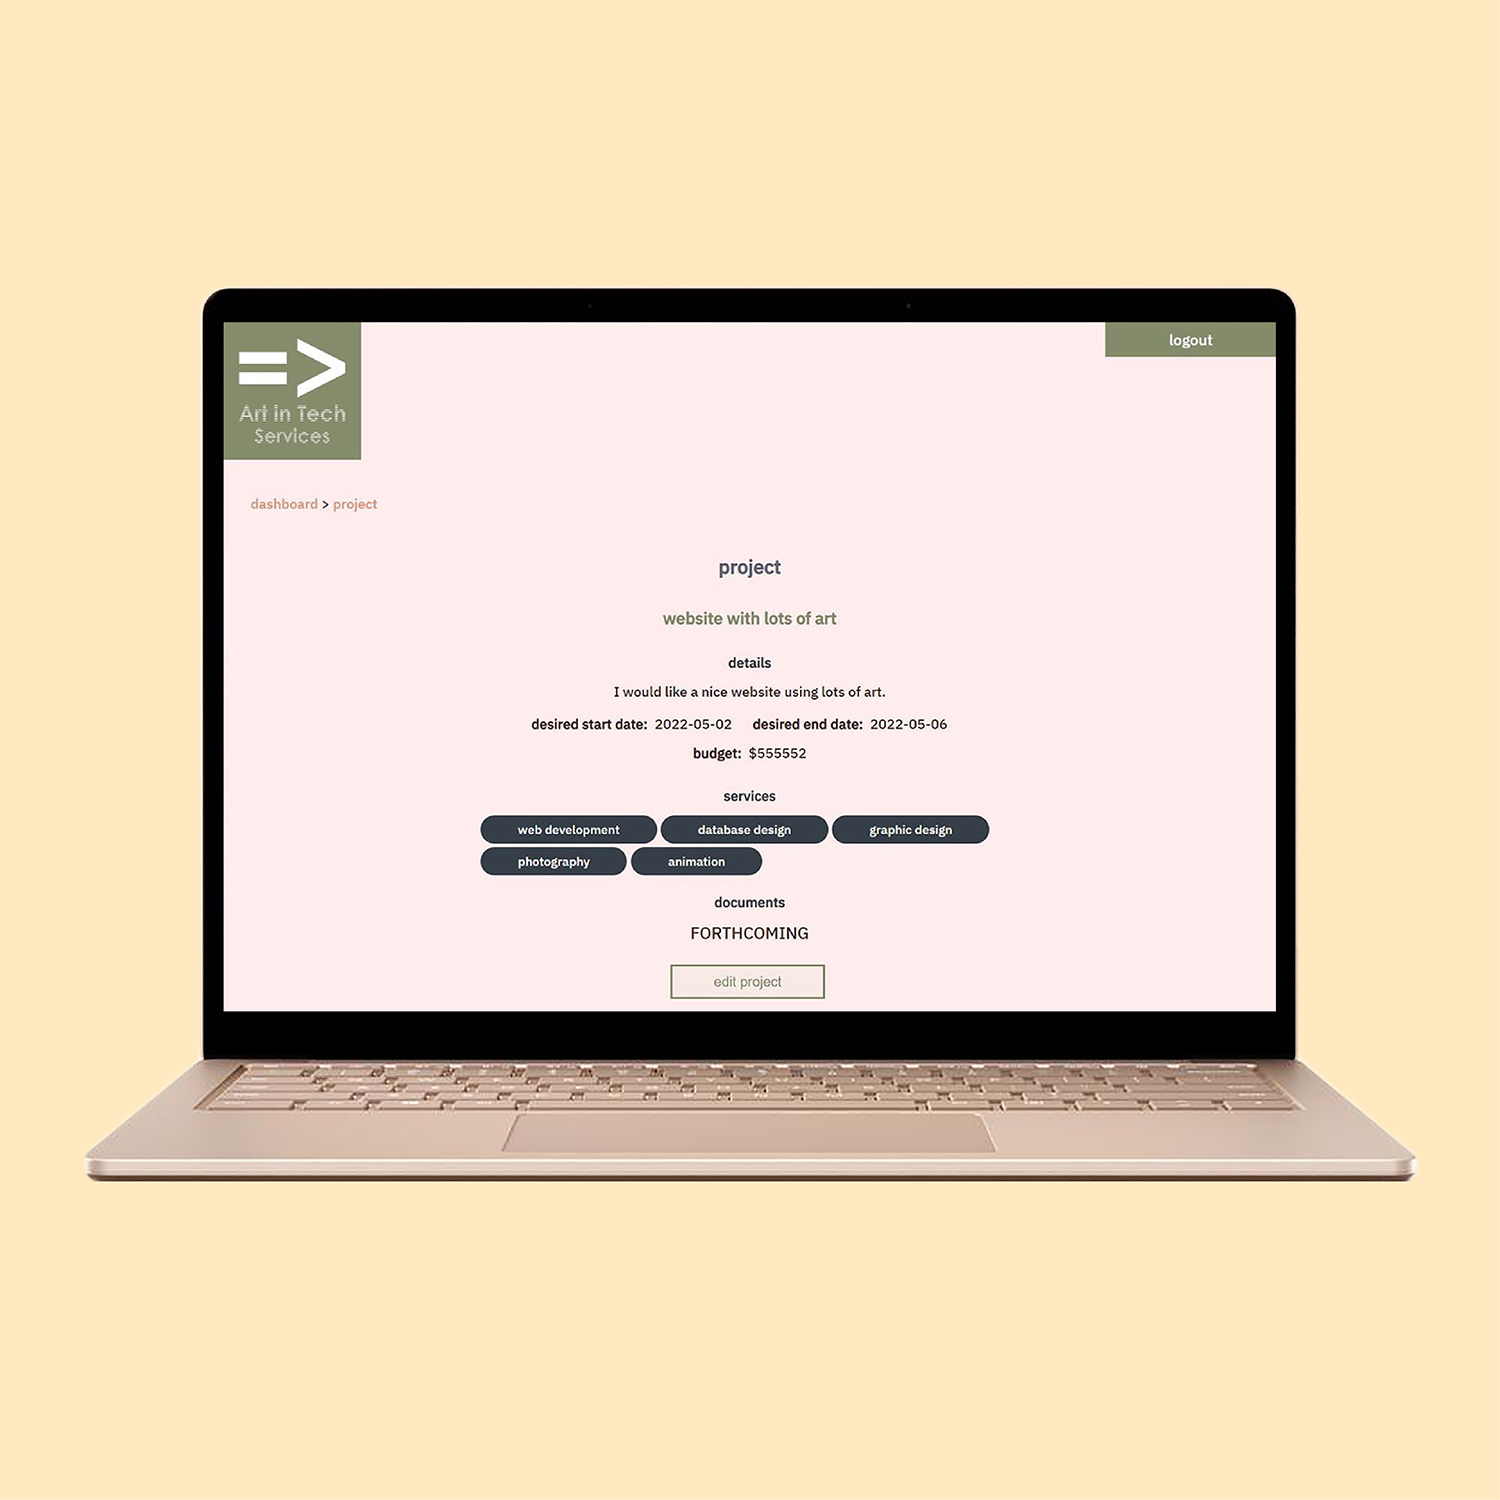 =>
Art in Tech
Services
logout
dashboard > project
project
website with lots of art
details
I would like a nice website using lots of art.
desired start date: 2022-05-02 desired end date: 2022-05-06
budget: $555552
services
web development database design graphic design
photography animation
documents
FORTHCOMING
edit project